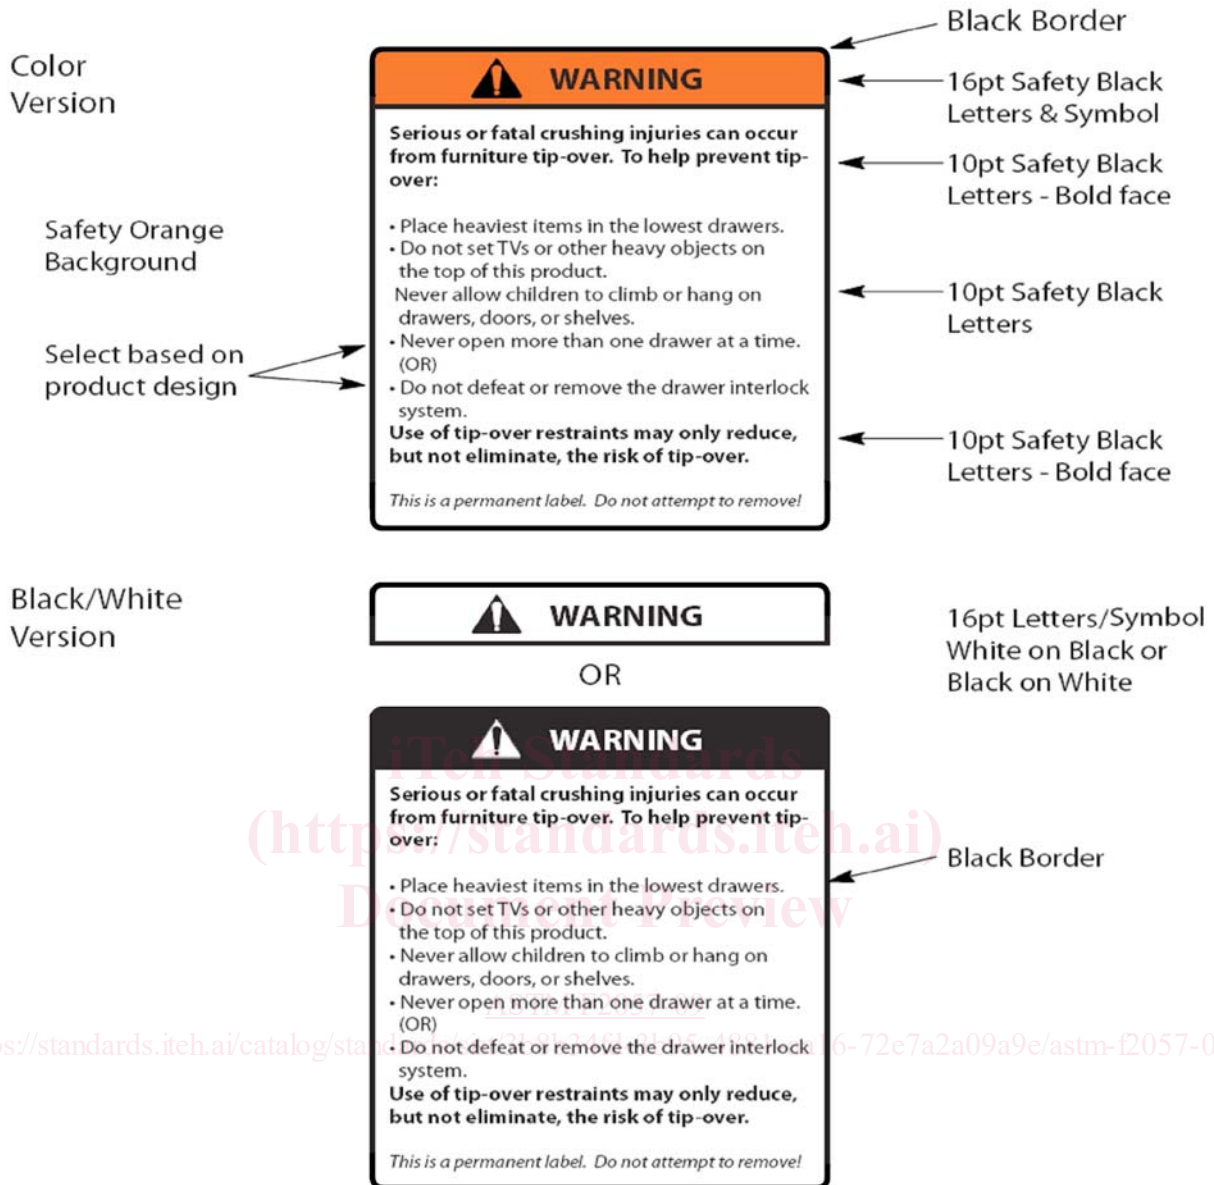 Black Border
Color
Version
WARNING
16pt Safety Black
Letters & Symbol
Serious or fatal crushing injuries can occur
from furniture tip-over. To help prevent tip-
over:
10pt Safety Black
Letters - Bold face
Safety Orange
Background
• Place heaviest items in the lowest drawers.
• Do not set TVs or other heavy objects on
the top of this product.
Never allow children to climb or hang on
drawers, doors, or shelves.
10pt Safety Black
Letters
Select based on
product design
• Never open more than one drawer at a time.
(OR)
• Do not defeat or remove the drawer interlock
system.
Use of tip-over restraints may only reduce,
but not eliminate, the risk of tip-over.
10pt Safety Black
Letters - Bold face
This is a permanent label. Do not attempt to remove!
Black/White
Version
WARNING
16pt Letters/Symbol
White on Black or
Black on White
OR
WARNING
iTeh Standards
Serious or fatal crushing injuries can occur
from furniture tip-over. To help prevent tip-
over:
(https://standards.iteh.ai)
Black Border
• Place heaviest items in the lowest drawers.
• Do not set TVs or other heavy objects on
the top of this product.
Document Preview
• Never allow children to climb or hang on
drawers, doors, or shelves.
• Never open more than one drawer at a time.
ASTM F2057-09
(OR)
• Do not defeat or remove the drawer interlock
system.
Use of tip-over restraints may only reduce,
but not eliminate, the risk of tip-over.
This is a permanent label. Do not attempt to remove!